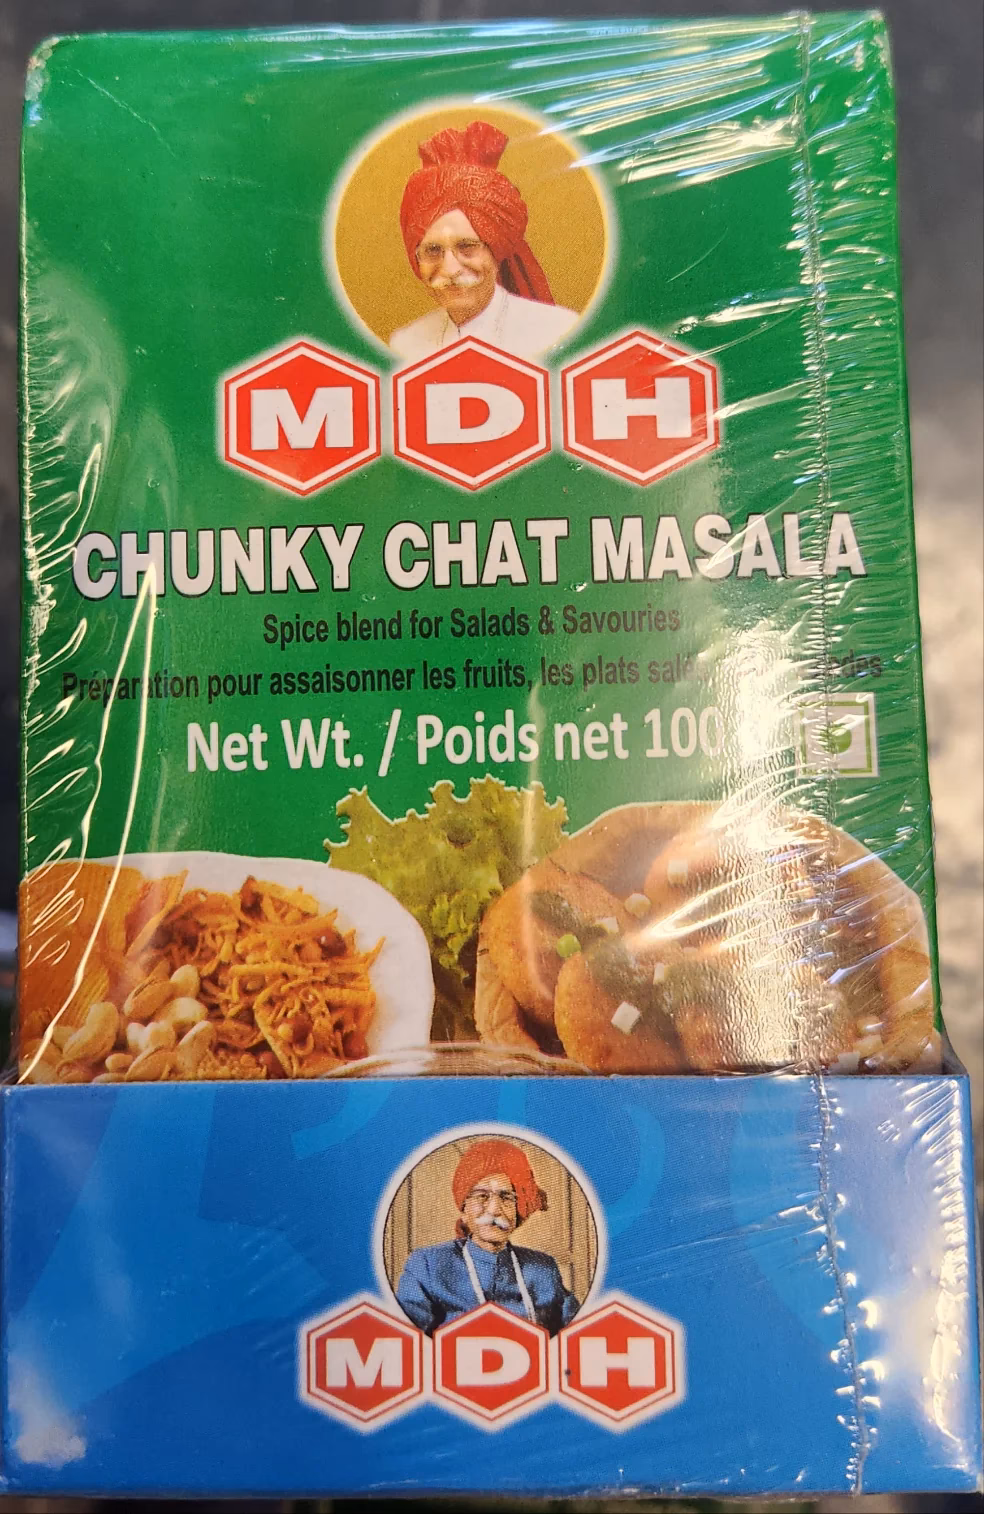 MDH
CHUNKY CHAT MASALA
Spice blend for Salads & Savouries
Préparation pour assaisonner les fruits, les plats
Net Wt. / Poids net 100
MDH